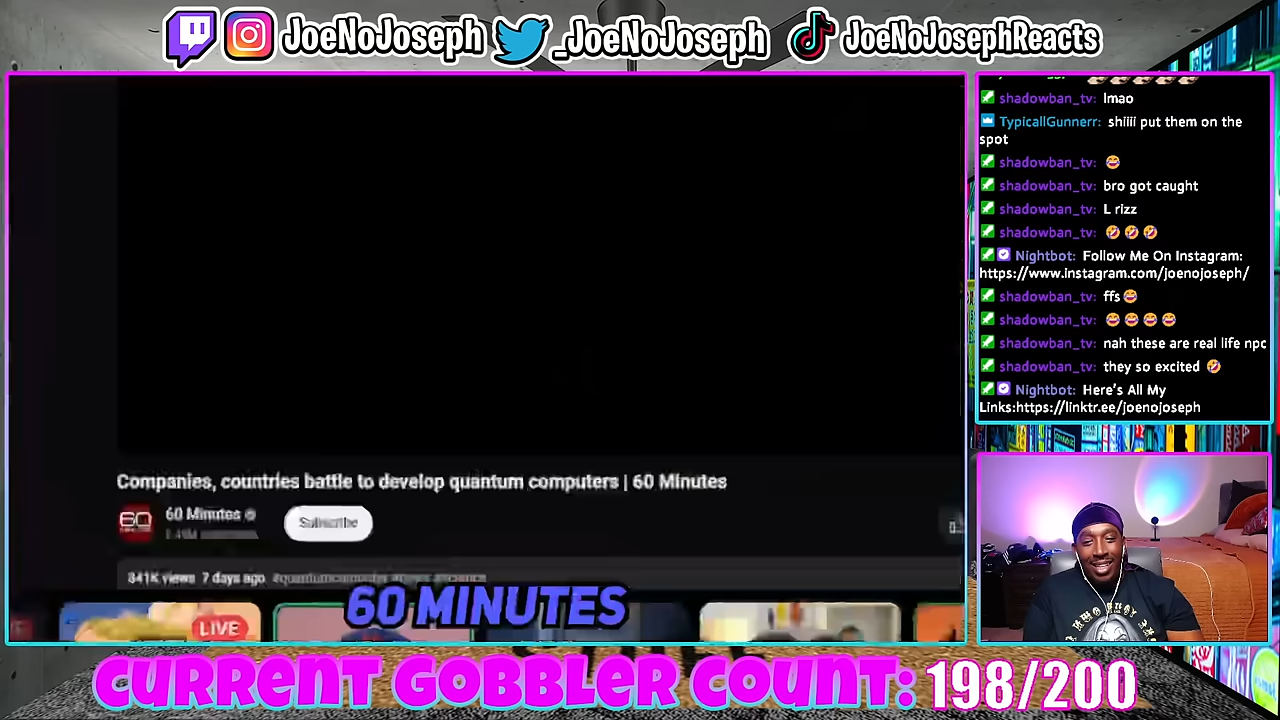 JoeNoJoseph _JoeNoJoseph JoeNoJosephReacts
shadowban_tv: lmao
TypicallGunnerr: shiiii put them on the
spot
shadowban_tv: 😂
shadowban_tv: bro got caught
shadowban_tv: L rizz
shadowban_tv: 🤣🤣🤣
Nightbot: Follow Me On Instagram:
https://www.instagram.com/joenojoseph/
shadowban_tv: ffs😂
shadowban_tv: 😂😂😂😂
shadowban_tv: nah these are real life npc
shadowban_tv: they so excited 🤣
Nightbot: Here's All My
Links:https://linktr.ee/joenojoseph
Companies, countries battle to develop quantum computers | 60 Minutes
60 Minutes
Subscribe
841K views 7 days ago
60 MINUTES
LIVE
CURRENT GOBBLER COUNT: 198/200